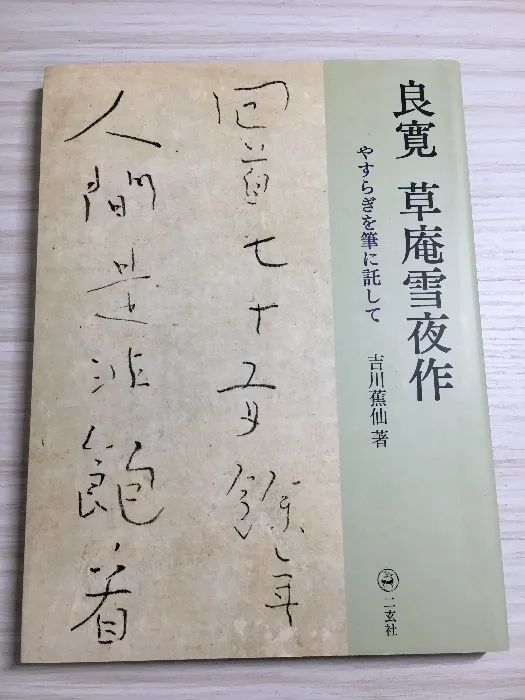 良寛 草庵雪夜作
やすらぎを筆に託して
吉川蕉仙 著
二玄社
回首七十有餘年
人間是非飽看